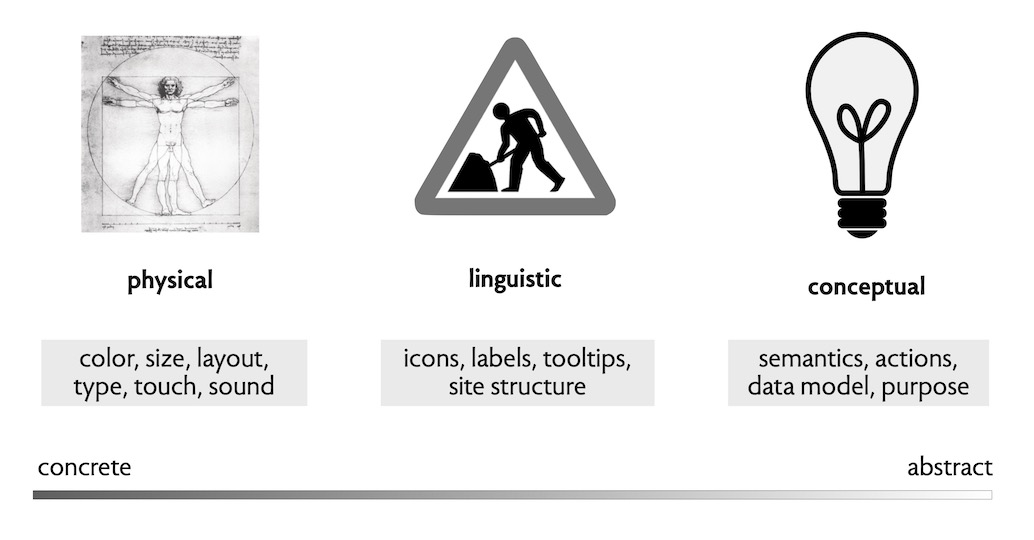 physical
linguistic
conceptual
color, size, layout,
type, touch, sound
icons, labels, tooltips,
site structure
semantics, actions,
data model, purpose
concrete
abstract